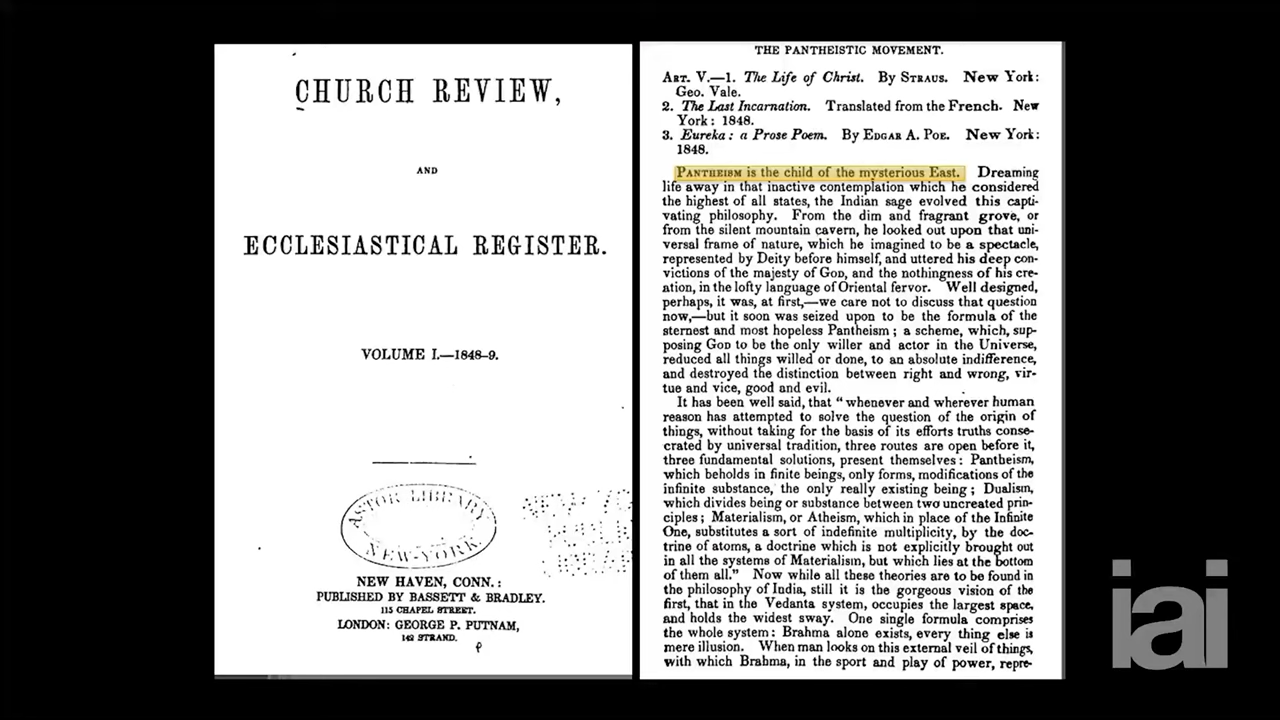 CHURCH REVIEW,
AND
ECCLESIASTICAL REGISTER.
VOLUME I.—1848-9.
ASTOR LIBRARY
NEW-YORK.
NEW HAVEN, CONN.:
PUBLISHED BY BASSETT & BRADLEY.
115 CHAPEL STREET.
LONDON: GEORGE P. PUTNAM,
142 STRAND.
THE PANTHEISTIC MOVEMENT.
ART. V.—1. The Life of Christ. By STRAUS. New York:
Geo. Vale.
2. The Last Incarnation. Translated from the French. New
York: 1848.
3. Eureka: a Prose Poem. By EDGAR A. POE. New York:
1848.
PANTHEISM is the child of the mysterious East. Dreaming
life away in that inactive contemplation which he considered
the highest of all states, the Indian sage evolved this capti-
vating philosophy. From the dim and fragrant grove, or
from the silent mountain cavern, he looked out upon that uni-
versal frame of nature, which he imagined to be a spectacle,
represented by Deity before himself, and uttered his deep con-
victions of the majesty of GOD, and the nothingness of his cre-
ation, in the lofty language of Oriental fervor. Well designed,
perhaps, it was, at first,—we care not to discuss that question
now,—but it soon was seized upon to be the formula of the
sternest and most hopeless Pantheism; a scheme, which, sup-
posing GOD to be the only willer and actor in the Universe,
reduced all things willed or done, to an absolute indifference,
and destroyed the distinction between right and wrong, vir-
tue and vice, good and evil.
It has been well said, that "whenever and wherever human
reason has attempted to solve the question of the origin of
things, without taking for the basis of its efforts truths conse-
crated by universal tradition, three routes are open before it,
three fundamental solutions, present themselves: Pantheism,
which beholds in finite beings, only forms, modifications of the
infinite substance, the only really existing being; Dualism,
which divides being or substance between two uncreated prin-
ciples; Materialism, or Atheism, which in place of the Infinite
One, substitutes a sort of indefinite multiplicity, by the doc-
trine of atoms, a doctrine which is not explicitly brought out
in all the systems of Materialism, but which lies at the bottom
of them all." Now while all these theories are to be found in
the philosophy of India, still it is the gorgeous vision of the
first, that in the Vedanta system, occupies the largest space,
and holds the widest sway. One single formula comprises
the whole system: Brahma alone exists, every thing else is
mere illusion. When man looks on this external veil of things,
with which Brahma, in the sport and play of power, repre-
iai